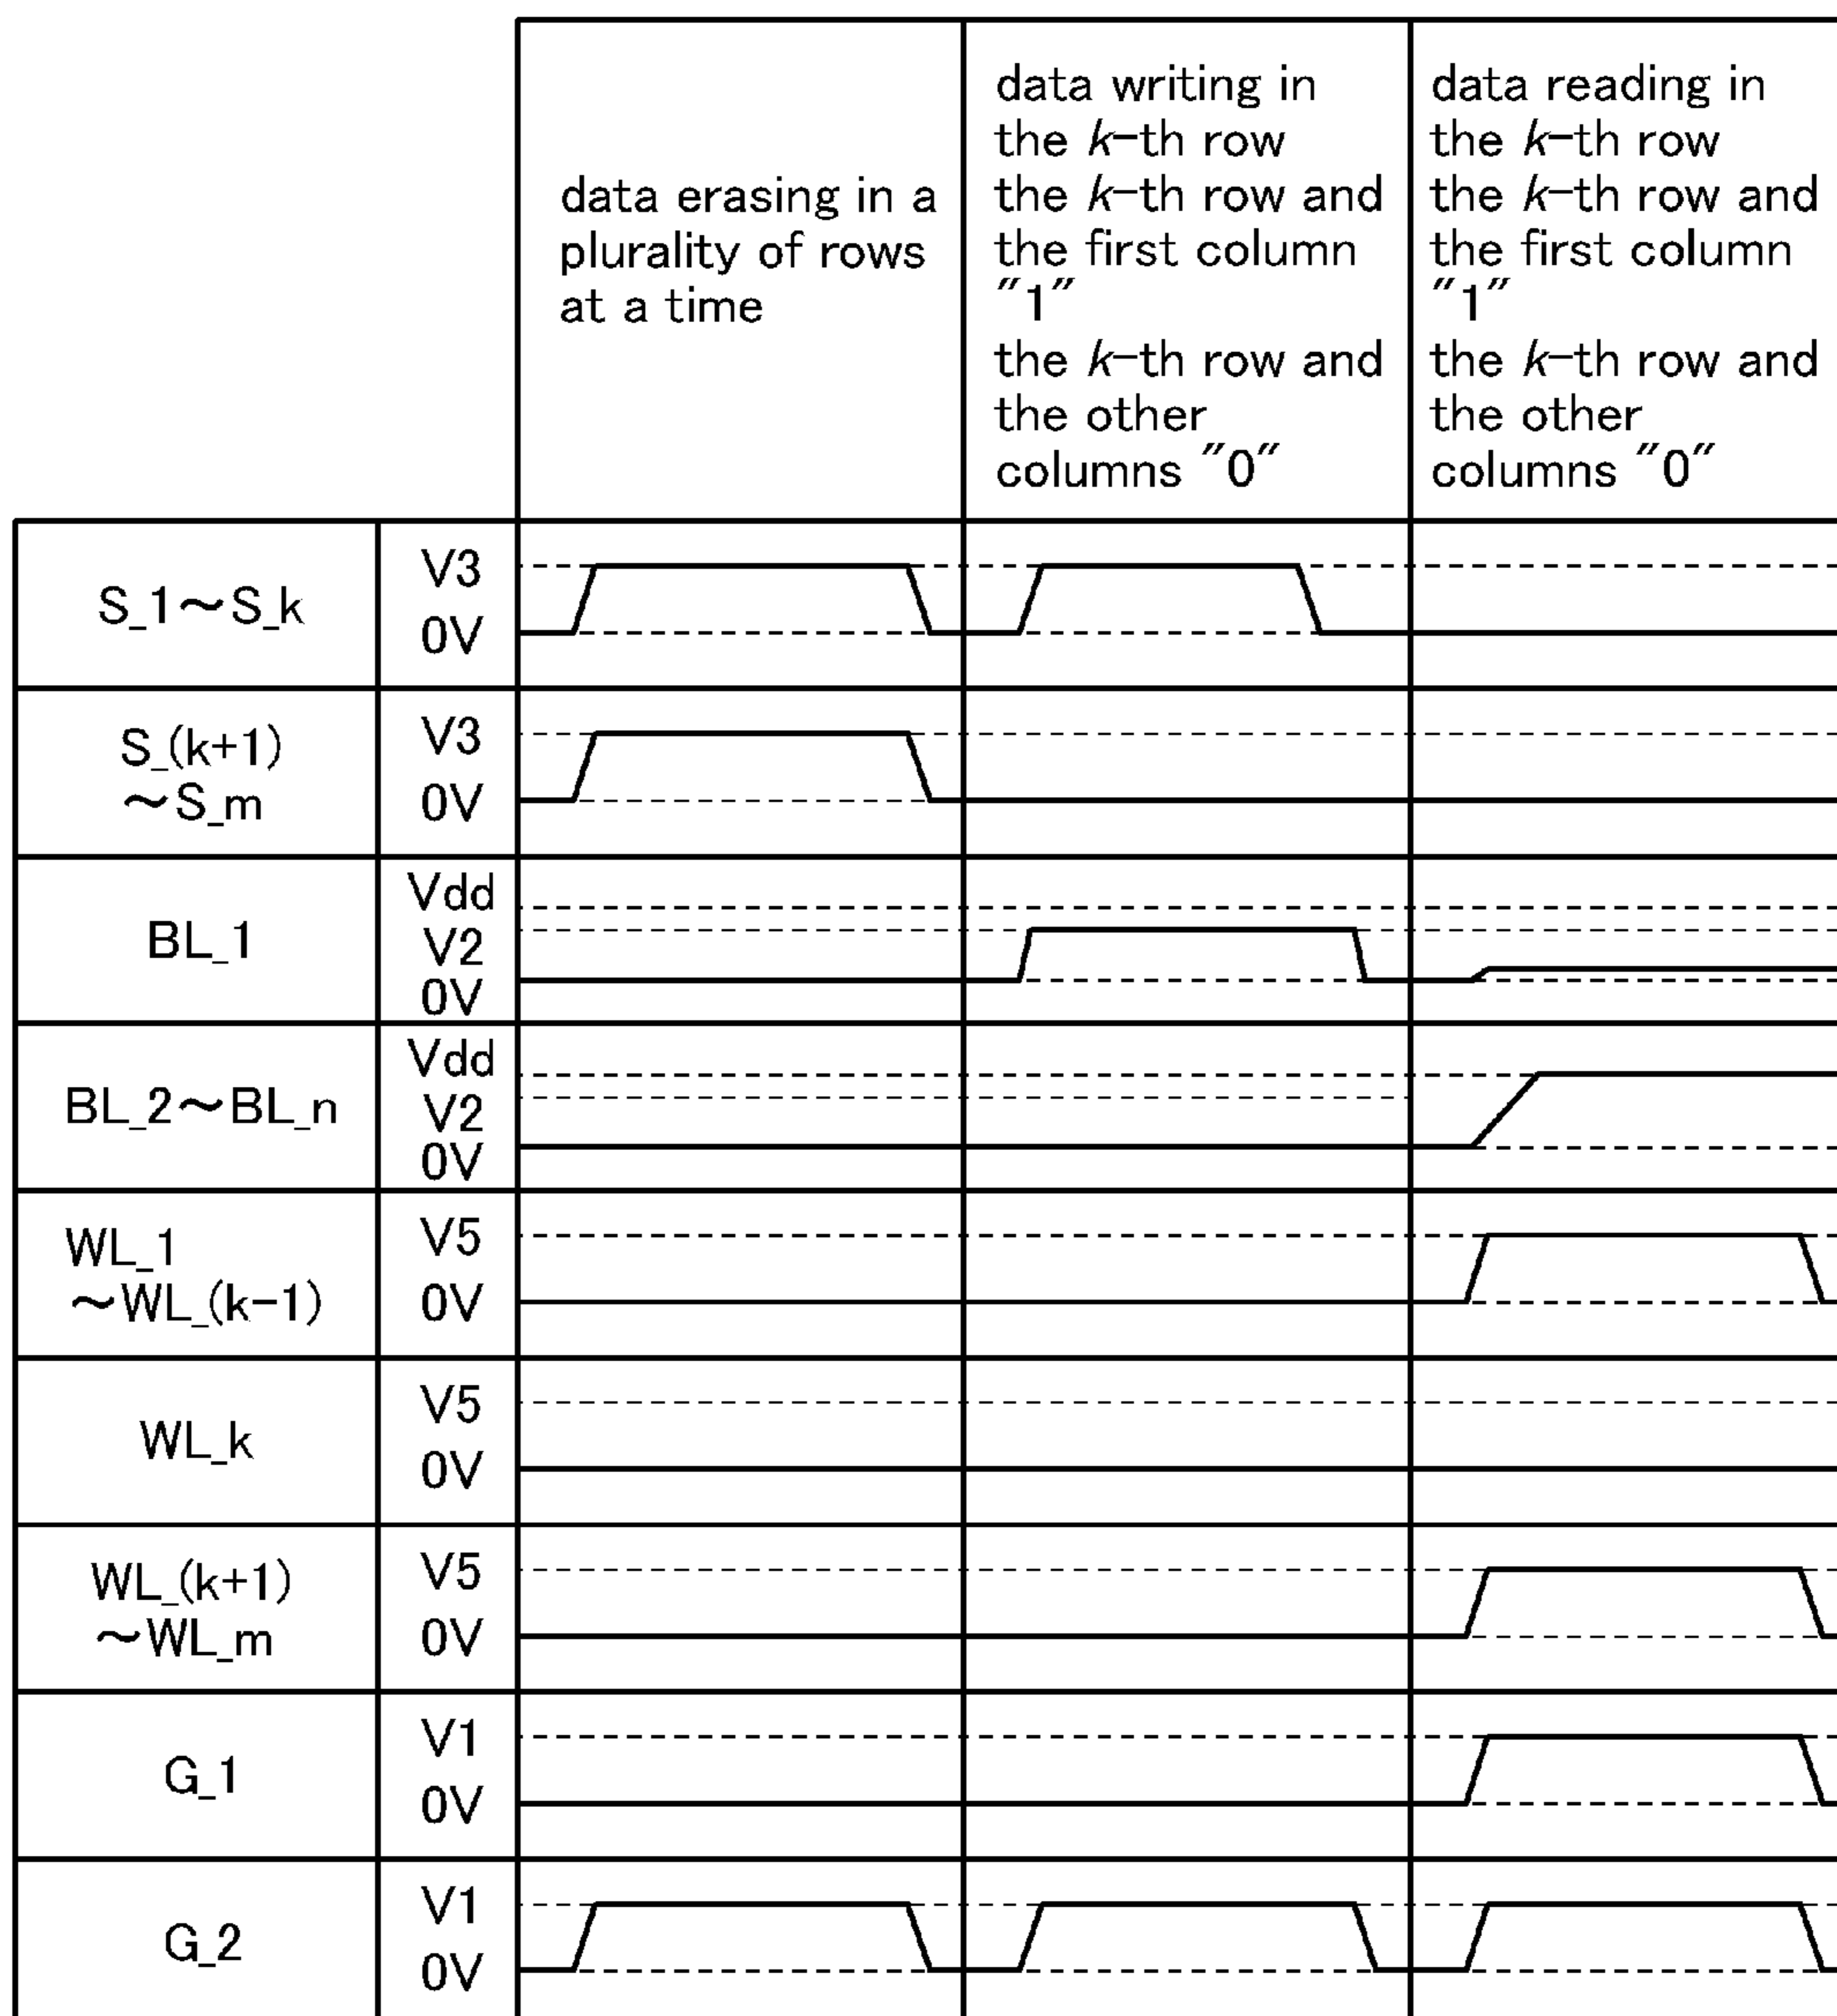 data erasing in a
plurality of rows
at a time
data writing in
the k-th row
the k-th row and
the first column
"1"
the k-th row and
the other
columns "0"
data reading in
the k-th row
the k-th row and
the first column
"1"
the k-th row and
the other
columns "0"
S_1～S_k
V3
0V
S_(k+1)
～S_m
V3
0V
BL_1
Vdd
V2
0V
BL_2～BL_n
Vdd
V2
0V
WL_1
～WL_(k-1)
V5
0V
WL_k
V5
0V
WL_(k+1)
～WL_m
V5
0V
G_1
V1
0V
G_2
V1
0V